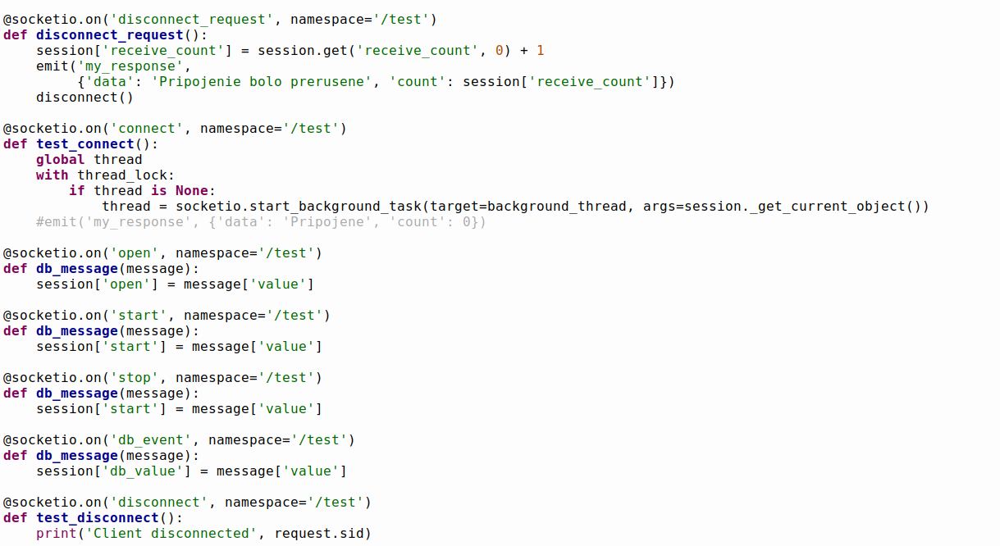 @socketio.on('disconnect_request', namespace='/test')
def disconnect_request():
    session['receive_count'] = session.get('receive_count', 0) + 1
    emit('my_response',
         {'data': 'Pripojenie bolo prerusene', 'count': session['receive_count']})
    disconnect()

@socketio.on('connect', namespace='/test')
def test_connect():
    global thread
    with thread_lock:
        if thread is None:
            thread = socketio.start_background_task(target=background_thread, args=session._get_current_object())
    #emit('my_response', {'data': 'Pripojene', 'count': 0})

@socketio.on('open', namespace='/test')
def db_message(message):
    session['open'] = message['value']

@socketio.on('start', namespace='/test')
def db_message(message):
    session['start'] = message['value']

@socketio.on('stop', namespace='/test')
def db_message(message):
    session['start'] = message['value']

@socketio.on('db_event', namespace='/test')
def db_message(message):
    session['db_value'] = message['value']

@socketio.on('disconnect', namespace='/test')
def test_disconnect():
    print('Client disconnected', request.sid)